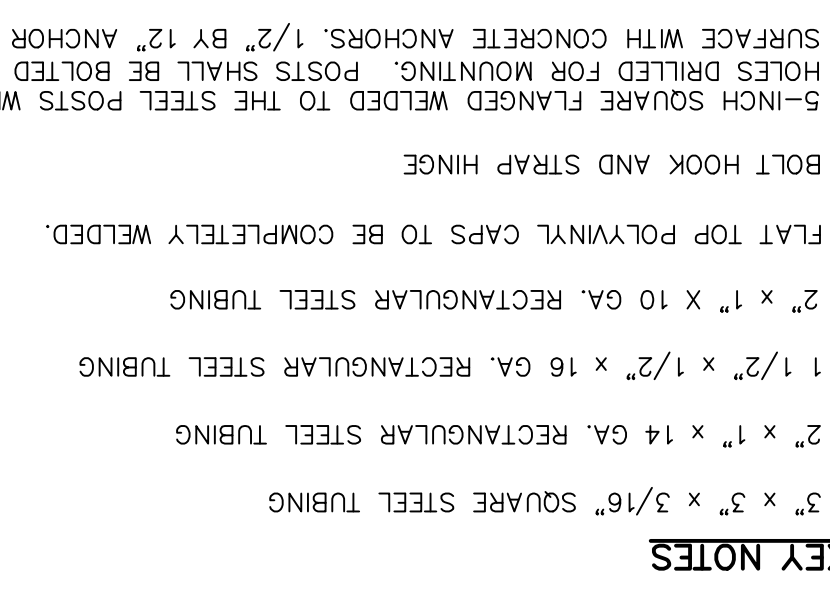 KEY NOTES
3" x 3" x 3/16" SQUARE STEEL TUBING
2" x 1" x 14 GA. RECTANGULAR STEEL TUBING
1 1/2" x 1/2" x 16 GA. RECTANGULAR STEEL TUBING
2" x 1" X 10 GA. RECTANGULAR STEEL TUBING
FLAT TOP POLYVINYL CAPS TO BE COMPLETELY WELDED.
BOLT HOOK AND STRAP HINGE
5-INCH SQUARE FLANGED WELDED TO THE STEEL POSTS
HOLES DRILLED FOR MOUNTING. POSTS SHALL BE BOLTED
SURFACE WITH CONCRETE ANCHORS. 1/2" BY 12" ANCHOR